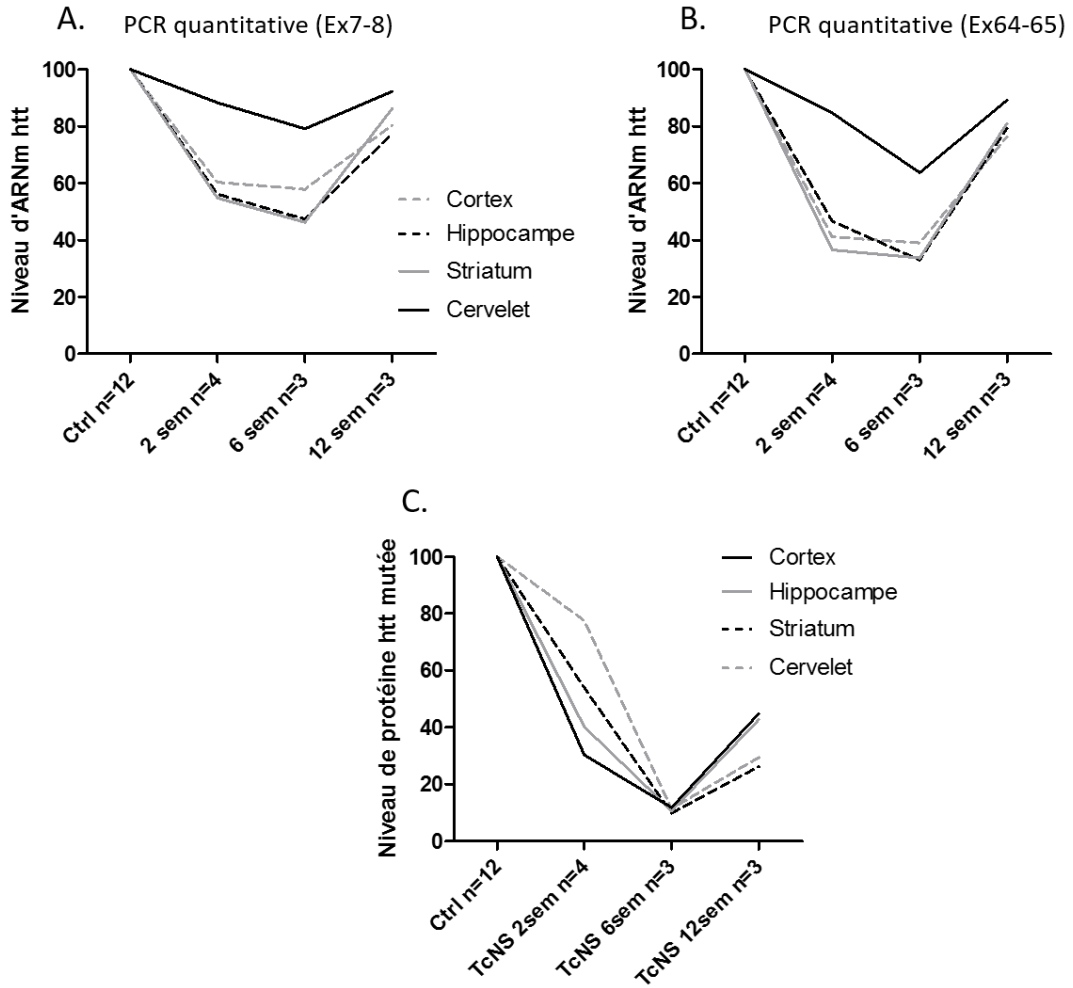 A.
PCR quantitative (Ex7-8)
Niveau d'ARNm htt
100
80
60
40
20
0
Ctrl n=12
2 sem n=4
6 sem n=3
12 sem n=3
Cortex
Hippocampe
Striatum
Cervelet
B.
PCR quantitative (Ex64-65)
Niveau d'ARNm htt
100
80
60
40
20
0
Ctrl n=12
2 sem n=4
6 sem n=3
12 sem n=3
C.
Niveau de protéine htt mutée
100
80
60
40
20
0
Ctrl n=12
TcNS 2sem n=4
TcNS 6sem n=3
TcNS 12sem n=3
Cortex
Hippocampe
Striatum
Cervelet